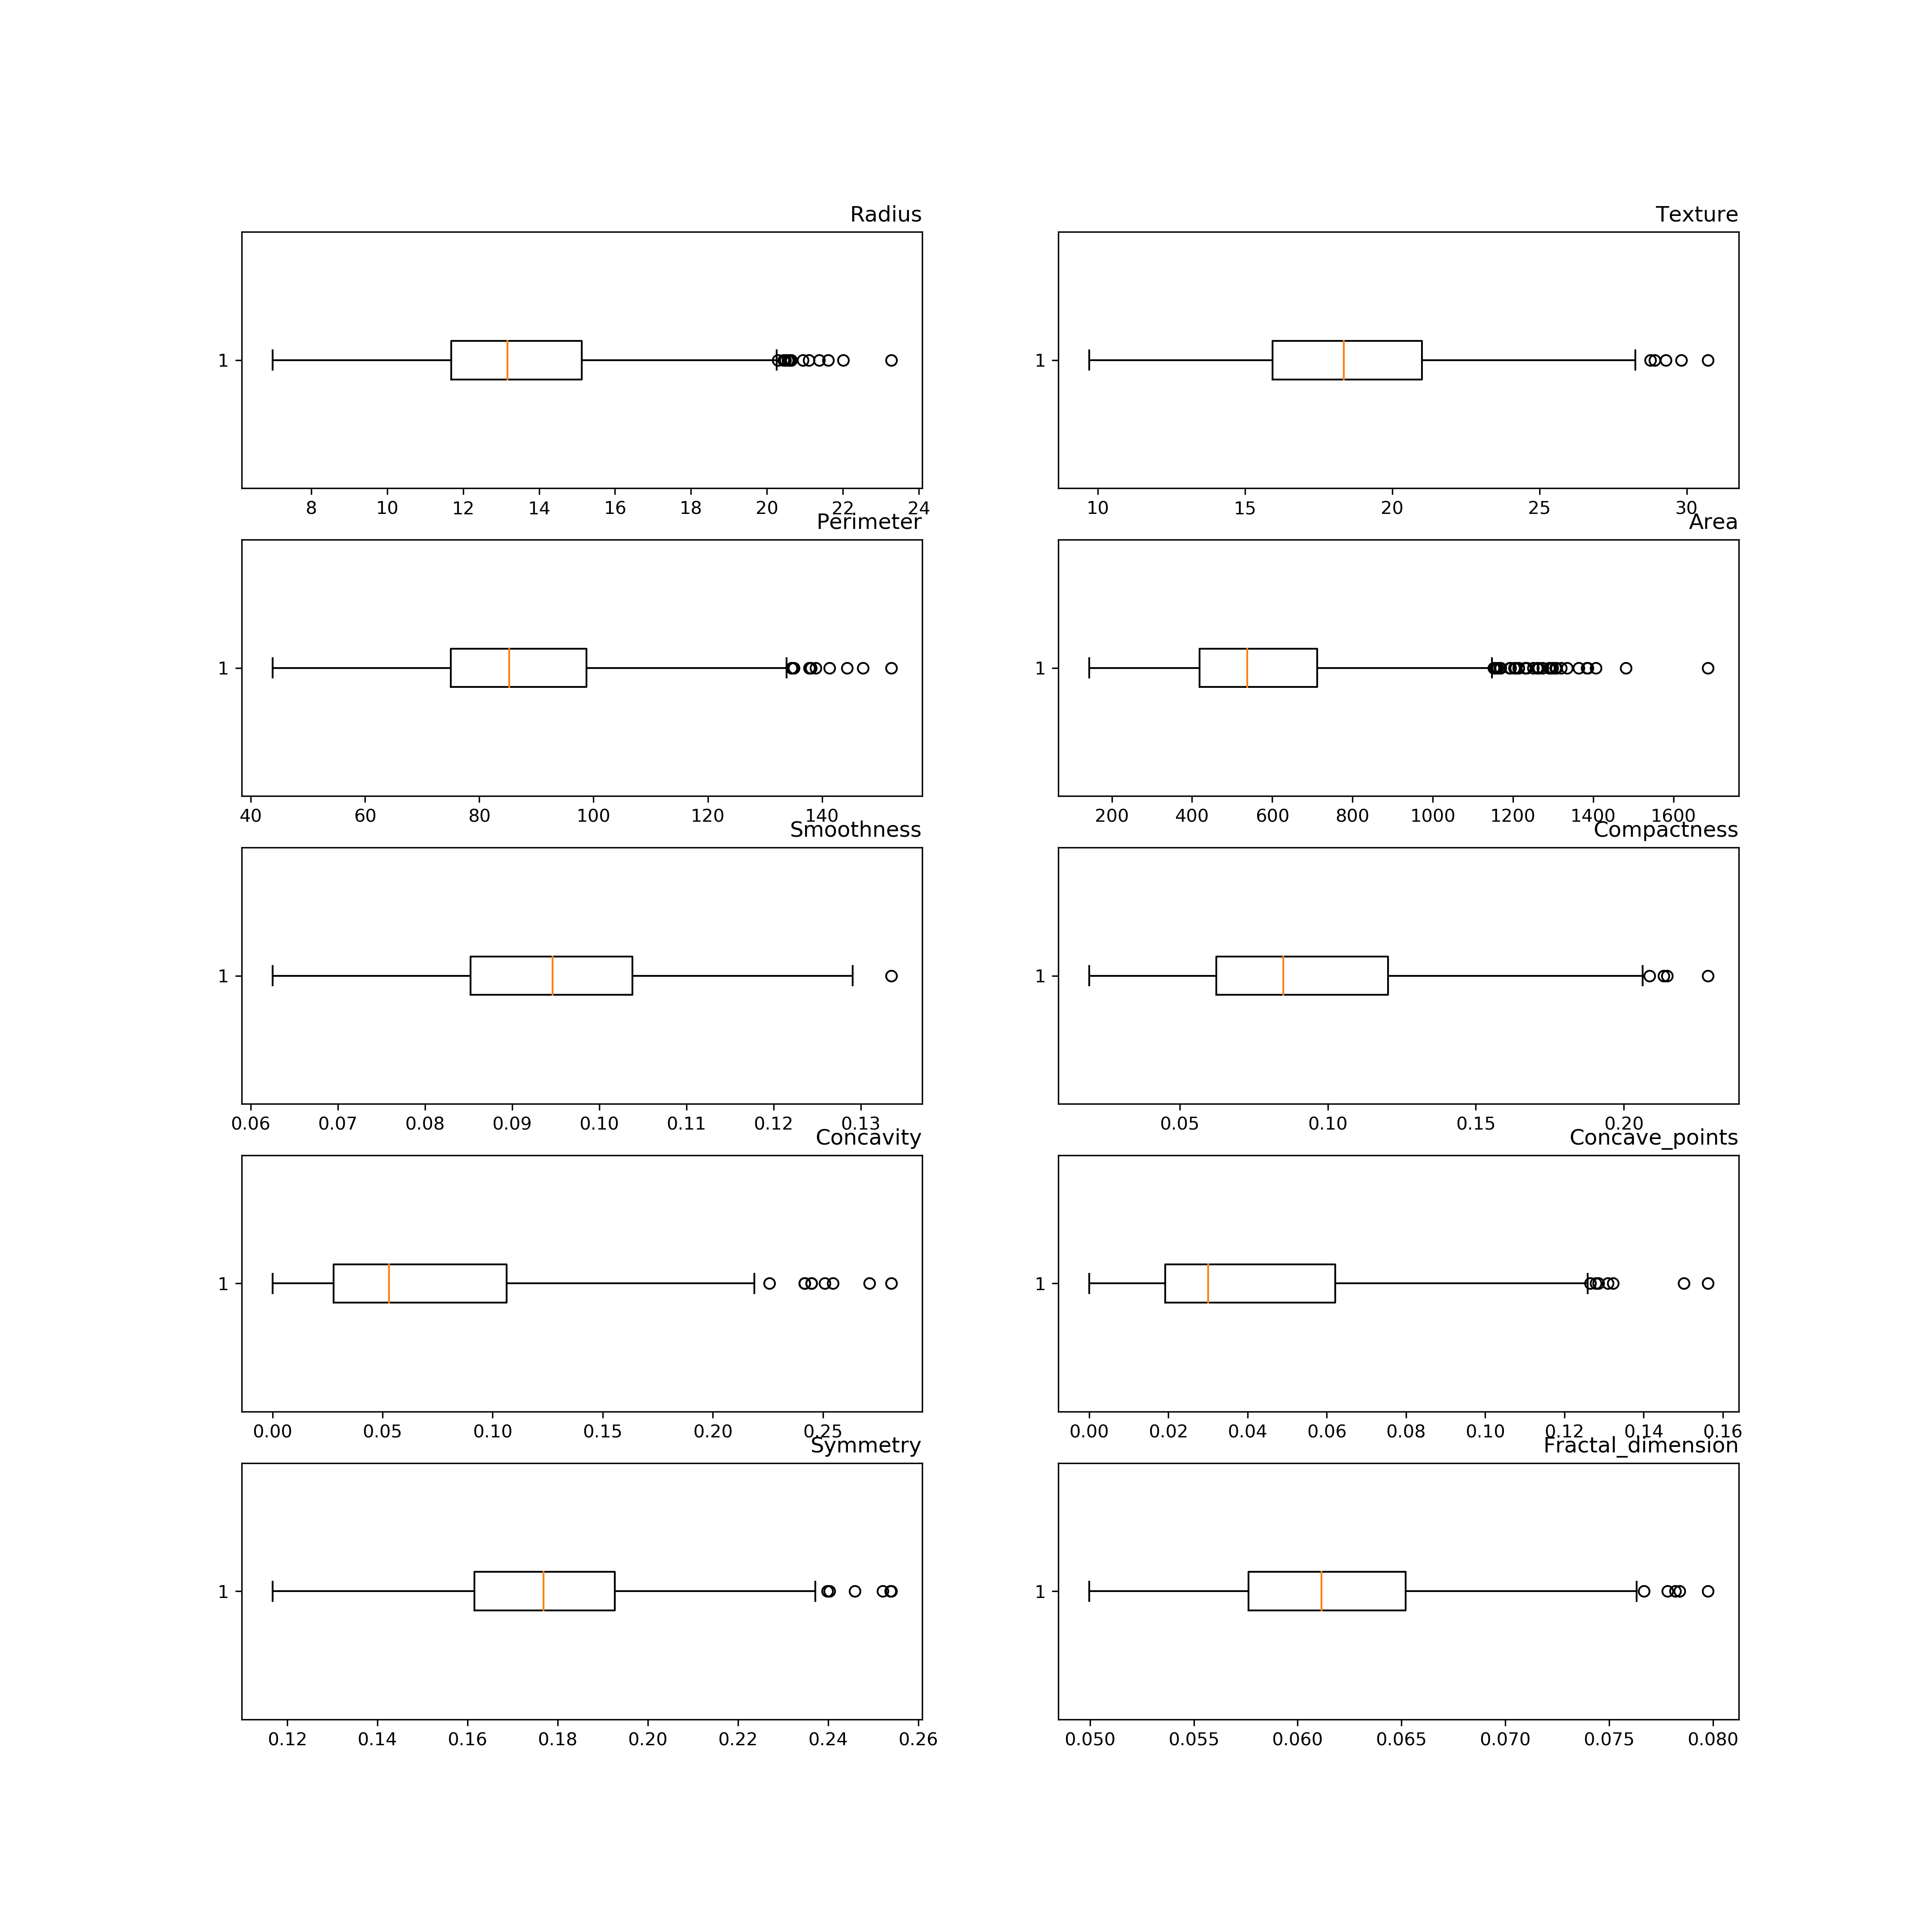 Radius
1
8 10 12 14 16 18 20 22 24
Texture
1
10 15 20 25 30
Perimeter
1
40 60 80 100 120 140
Area
1
200 400 600 800 1000 1200 1400 1600
Smoothness
1
0.06 0.07 0.08 0.09 0.10 0.11 0.12 0.13
Compactness
1
0.05 0.10 0.15 0.20
Concavity
1
0.00 0.05 0.10 0.15 0.20 0.25
Concave_points
1
0.00 0.02 0.04 0.06 0.08 0.10 0.12 0.14 0.16
Symmetry
1
0.12 0.14 0.16 0.18 0.20 0.22 0.24 0.26
Fractal_dimension
1
0.050 0.055 0.060 0.065 0.070 0.075 0.080